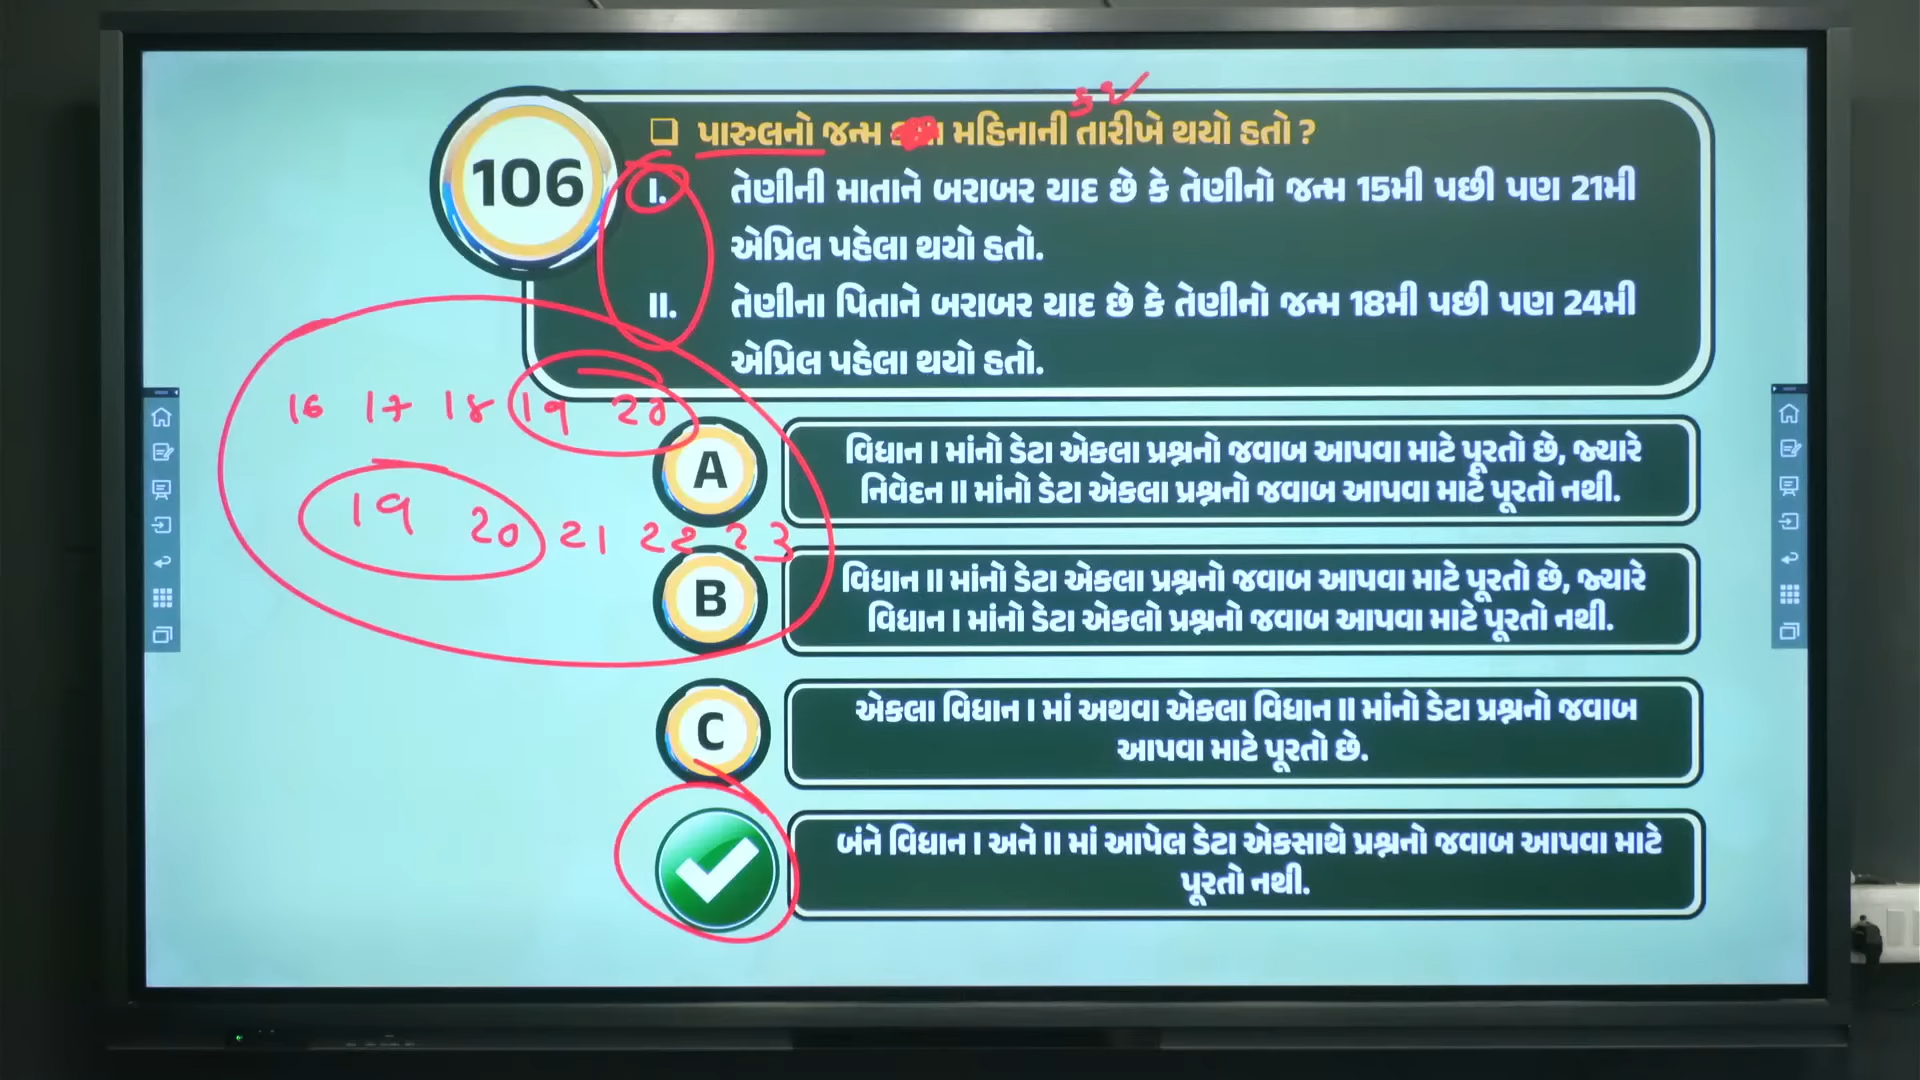 106
કઈ
❑ પારુલનો જન્મ મહિનાની તારીખે થયો હતો ?
I. તેણીની માતાને બરાબર યાદ છે કે તેણીનો જન્મ 15મી પછી પણ 21મી
એપ્રિલ પહેલા થયો હતો.
II. તેણીના પિતાને બરાબર યાદ છે કે તેણીનો જન્મ 18મી પછી પણ 24મી
એપ્રિલ પહેલા થયો હતો.
16 17 18 19 20
19 20 21 22 23
A
વિધાન I માંનો ડેટા એકલા પ્રશ્નનો જવાબ આપવા માટે પૂરતો છે, જ્યારે
નિવેદન II માંનો ડેટા એકલા પ્રશ્નનો જવાબ આપવા માટે પૂરતો નથી.
B
વિધાન II માંનો ડેટા એકલા પ્રશ્નનો જવાબ આપવા માટે પૂરતો છે, જ્યારે
વિધાન I માંનો ડેટા એકલો પ્રશ્નનો જવાબ આપવા માટે પૂરતો નથી.
C
એકલા વિધાન I માં અથવા એકલા વિધાન II માંનો ડેટા પ્રશ્નનો જવાબ
આપવા માટે પૂરતો છે.
બંને વિધાન I અને II માં આપેલ ડેટા એકસાથે પ્રશ્નનો જવાબ આપવા માટે
પૂરતો નથી.